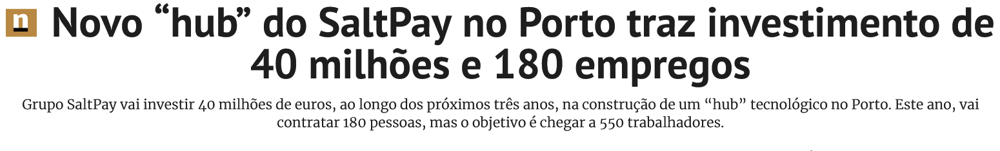 n Novo “hub” do SaltPay no Porto traz investimento de
40 milhões e 180 empregos
Grupo SaltPay vai investir 40 milhões de euros, ao longo dos próximos três anos, na construção de um “hub” tecnológico no Porto. Este ano, vai
contratar 180 pessoas, mas o objetivo é chegar a 550 trabalhadores.